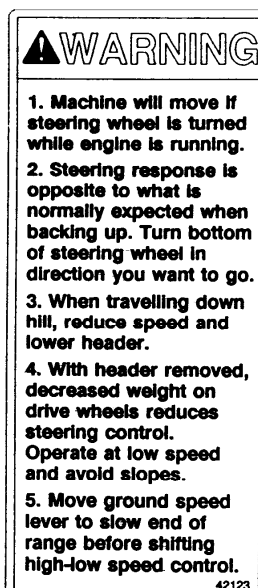 WARNING
1. Machine will move if
steering wheel is turned
while engine is running.
2. Steering response is
opposite to what is
normally expected when
backing up. Turn bottom
of steering wheel in
direction you want to go.
3. When travelling down
hill, reduce speed and
lower header.
4. With header removed,
decreased weight on
drive wheels reduces
steering control.
Operate at low speed
and avoid slopes.
5. Move ground speed
lever to slow end of
range before shifting
high-low speed control.
42123